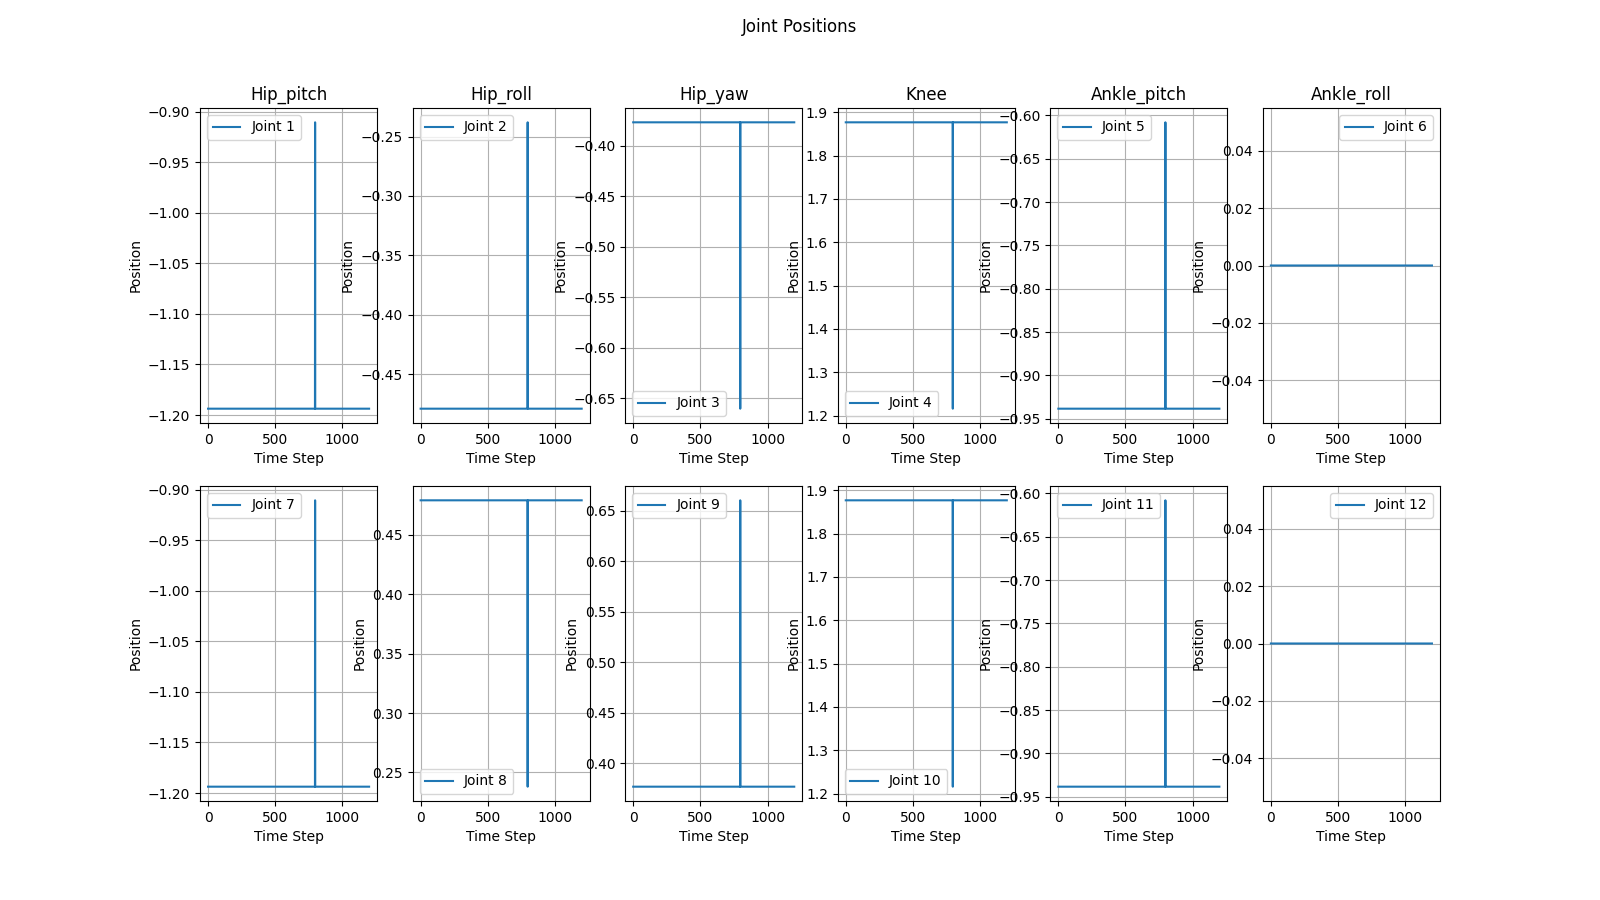 Joint Positions
Hip_pitch
Hip_roll
Hip_yaw
Knee
Ankle_pitch
Ankle_roll
−0.90
−0.95
−1.00
−1.05
−1.10
−1.15
−1.20
Position
Joint 1
0 500 1000
Time Step
−0.25
−0.30
−0.35
−0.40
−0.45
Position
Joint 2
0 500 1000
Time Step
−0.40
−0.45
−0.50
−0.55
−0.60
−0.65
Position
Joint 3
0 500 1000
Time Step
1.9
1.8
1.7
1.6
1.5
1.4
1.3
1.2
Position
Joint 4
0 500 1000
Time Step
−0.60
−0.65
−0.70
−0.75
−0.80
−0.85
−0.90
−0.95
Position
Joint 5
0 500 1000
Time Step
0.04
0.02
0.00
−0.02
−0.04
Position
Joint 6
0 500 1000
Time Step
−0.90
−0.95
−1.00
−1.05
−1.10
−1.15
−1.20
Position
Joint 7
0 500 1000
Time Step
0.45
0.40
0.35
0.30
0.25
Position
Joint 8
0 500 1000
Time Step
0.65
0.60
0.55
0.50
0.45
0.40
Position
Joint 9
0 500 1000
Time Step
1.9
1.8
1.7
1.6
1.5
1.4
1.3
1.2
Position
Joint 10
0 500 1000
Time Step
−0.60
−0.65
−0.70
−0.75
−0.80
−0.85
−0.90
−0.95
Position
Joint 11
0 500 1000
Time Step
0.04
0.02
0.00
−0.02
−0.04
Position
Joint 12
0 500 1000
Time Step